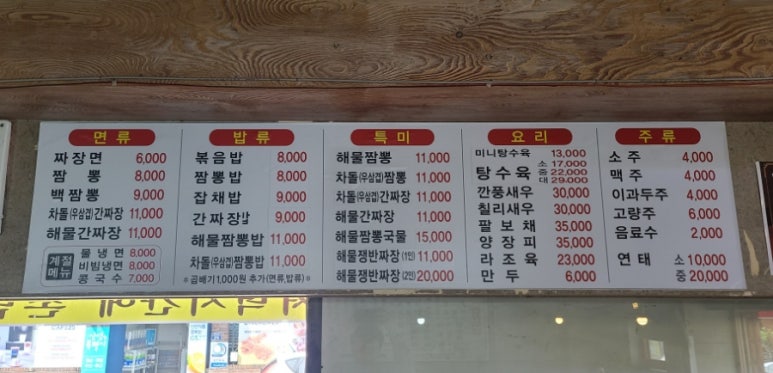 면류
짜장면 6,000
짬뽕 8,000
백짬뽕 9,000
차돌(우삼겹)간짜장 11,000
해물간짜장 11,000
계절메뉴
물냉면 8,000
비빔냉면 8,000
콩국수 7,000
밥류
볶음밥 8,000
짬뽕밥 8,000
잡채밥 9,000
간짜장밥 9,000
해물짬뽕밥 11,000
차돌(우삼겹)짬뽕밥 11,000
※곱배기1,000원 추가(면류,밥류)※
특미
해물짬뽕 11,000
차돌(우삼겹)짬뽕 11,000
차돌(우삼겹)간짜장 11,000
해물간짜장 11,000
해물짬뽕국물 15,000
해물쟁반짜장(1인) 11,000
해물쟁반짜장(2인) 20,000
요리
미니탕수육 13,000
탕수육 소 17,000
중 22,000
대 29,000
깐풍새우 30,000
칠리새우 30,000
팔보채 35,000
양장피 35,000
라조육 23,000
만두 6,000
주류
소주 4,000
맥주 4,000
이과두주 4,000
고량주 6,000
음료수 2,000
연태 소 10,000
중 20,000